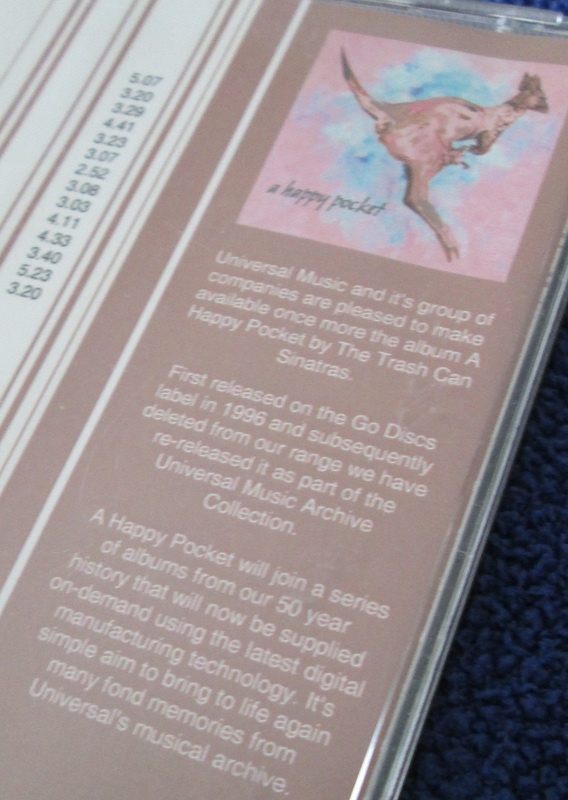 5.07
3.20
3.29
4.41
3.23
3.07
2.52
3.08
3.03
4.11
4.33
3.40
5.23
3.20
a happy pocket
Universal Music and it's group of
companies are pleased to make
available once more the album A
Happy Pocket by The Trash Can
Sinatras.
First released on the Go Discs
label in 1996 and subsequently
deleted from our range we have
re-released it as part of the
Universal Music Archive
Collection.
A Happy Pocket will join a series
of albums from our 50 year
history that will now be supplied
on-demand using the latest digital
manufacturing technology. It's
simple aim to bring to life again
many fond memories from
Universal's musical archive.